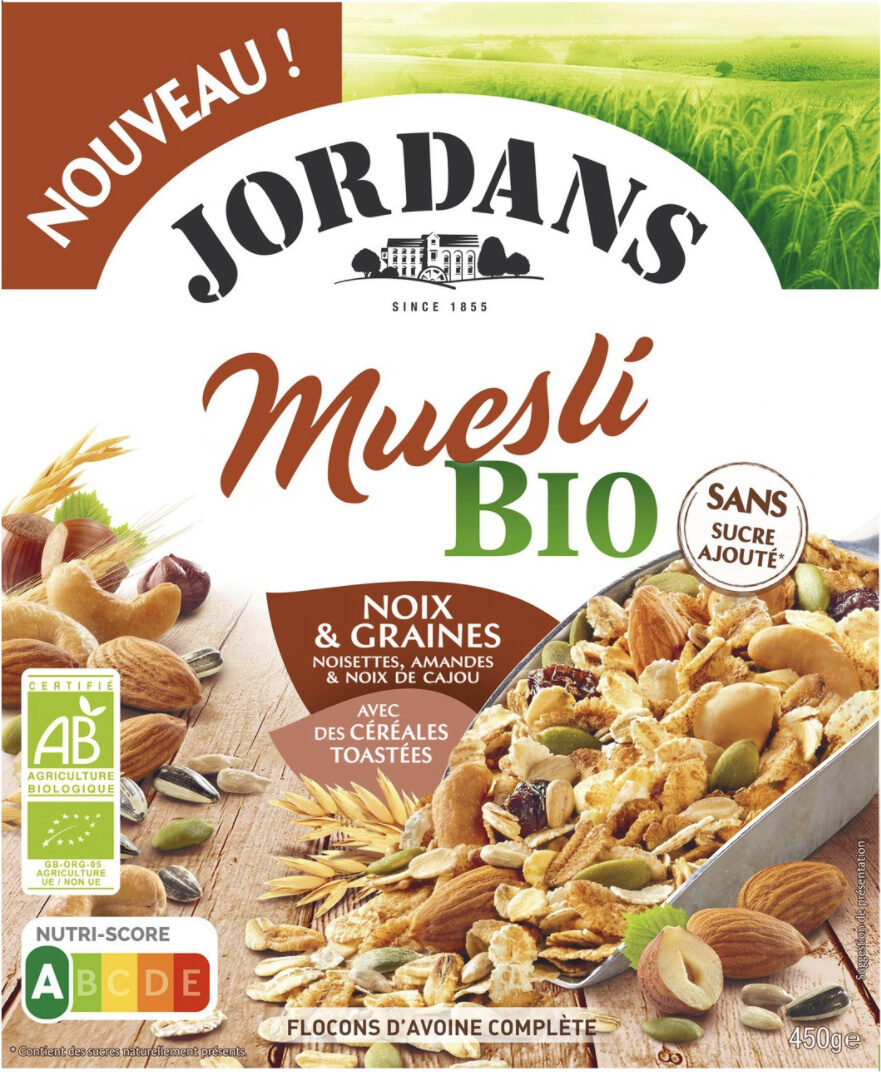 NOUVEAU !
JORDANS
SINCE 1855
Muesli
BIO
SANS
SUCRE
AJOUTÉ*
NOIX
& GRAINES
NOISETTES, AMANDES
& NOIX DE CAJOU
AVEC
DES CÉRÉALES
TOASTÉES
CERTIFIÉ
AB
AGRICULTURE
BIOLOGIQUE
GB-ORG-05
AGRICULTURE
UE / NON UE
NUTRI-SCORE
A B C D E
FLOCONS D'AVOINE COMPLÈTE
* Contient des sucres naturellement présents.
Suggestion de présentation
450g e